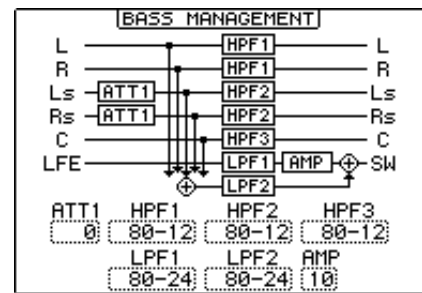 BASS MANAGEMENT
L HPF1 L
R HPF1 R
Ls ATT1 HPF2 Ls
Rs ATT1 HPF2 Rs
C HPF3 C
LFE LPF1 AMP SW
LPF2
ATT1 HPF1 HPF2 HPF3
0 80-12 80-12 80-12
LPF1 LPF2 AMP
80-24 80-24 10